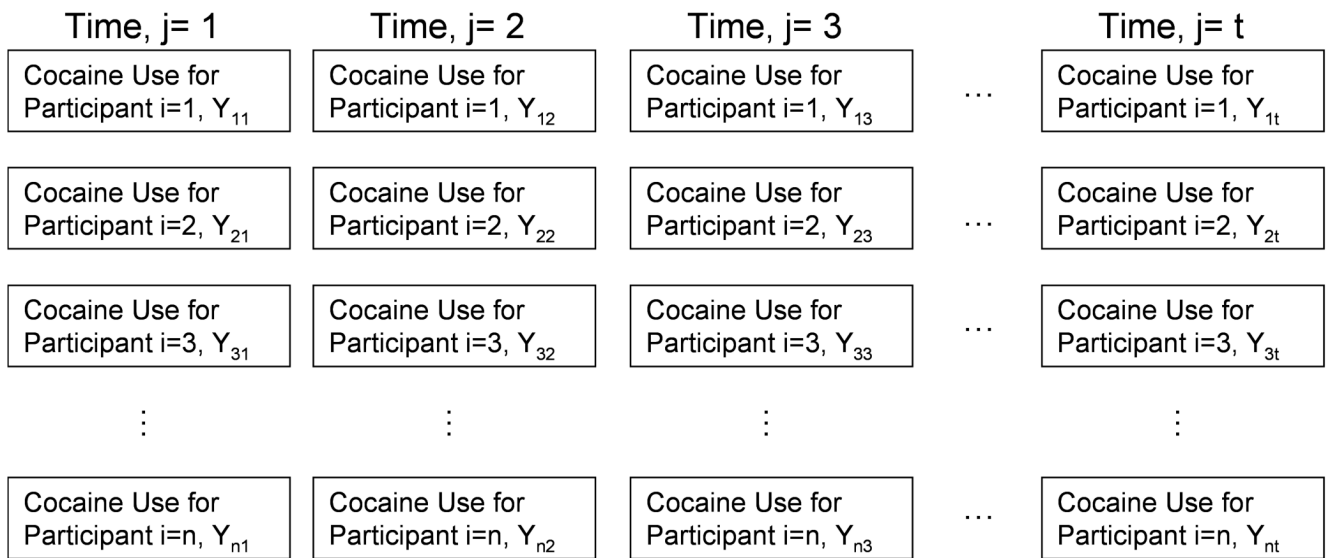 Time, j= 1 Time, j= 2 Time, j= 3 Time, j= t
Cocaine Use for Cocaine Use for Cocaine Use for Cocaine Use for
Participant i=1, Y₁₁ Participant i=1, Y₁₂ Participant i=1, Y₁₃ … Participant i=1, Y₁ₜ
Cocaine Use for Cocaine Use for Cocaine Use for Cocaine Use for
Participant i=2, Y₂₁ Participant i=2, Y₂₂ Participant i=2, Y₂₃ … Participant i=2, Y₂ₜ
Cocaine Use for Cocaine Use for Cocaine Use for Cocaine Use for
Participant i=3, Y₃₁ Participant i=3, Y₃₂ Participant i=3, Y₃₃ … Participant i=3, Y₃ₜ
⋮ ⋮ ⋮ ⋮
Cocaine Use for Cocaine Use for Cocaine Use for Cocaine Use for
Participant i=n, Yₙ₁ Participant i=n, Yₙ₂ Participant i=n, Yₙ₃ … Participant i=n, Yₙₜ